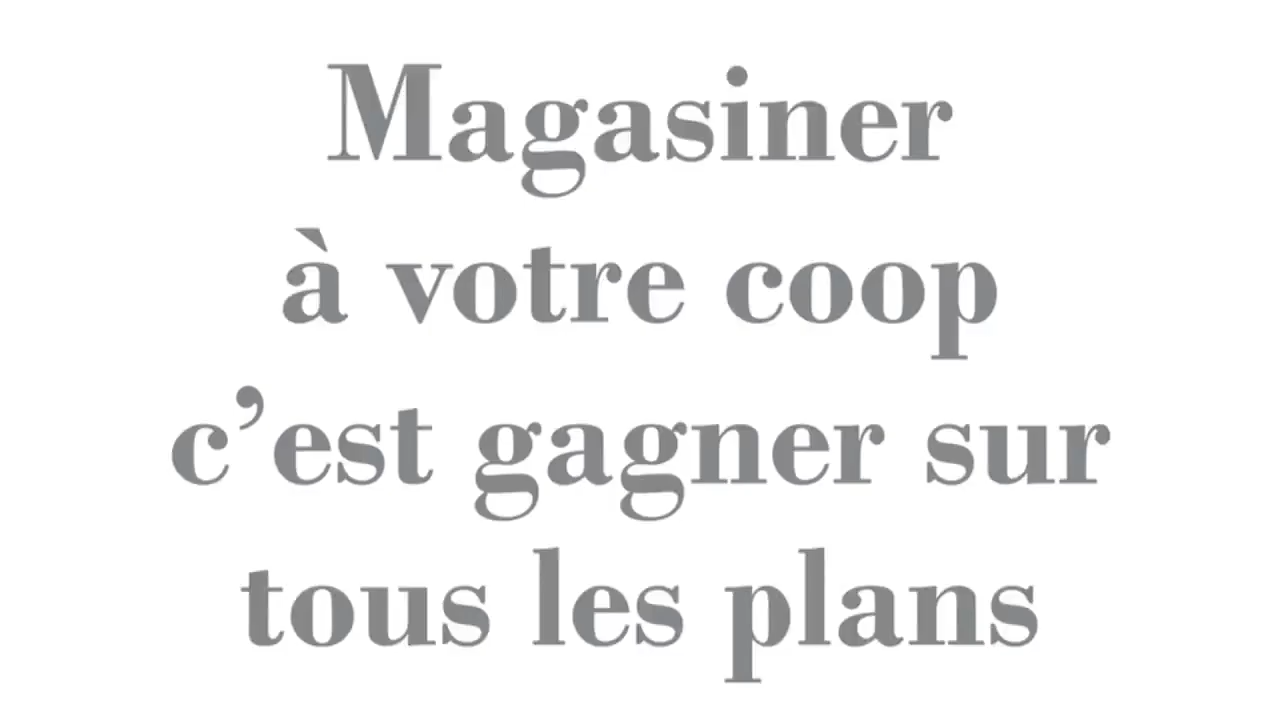 Magasiner
à votre coop
c’est gagner sur
tous les plans